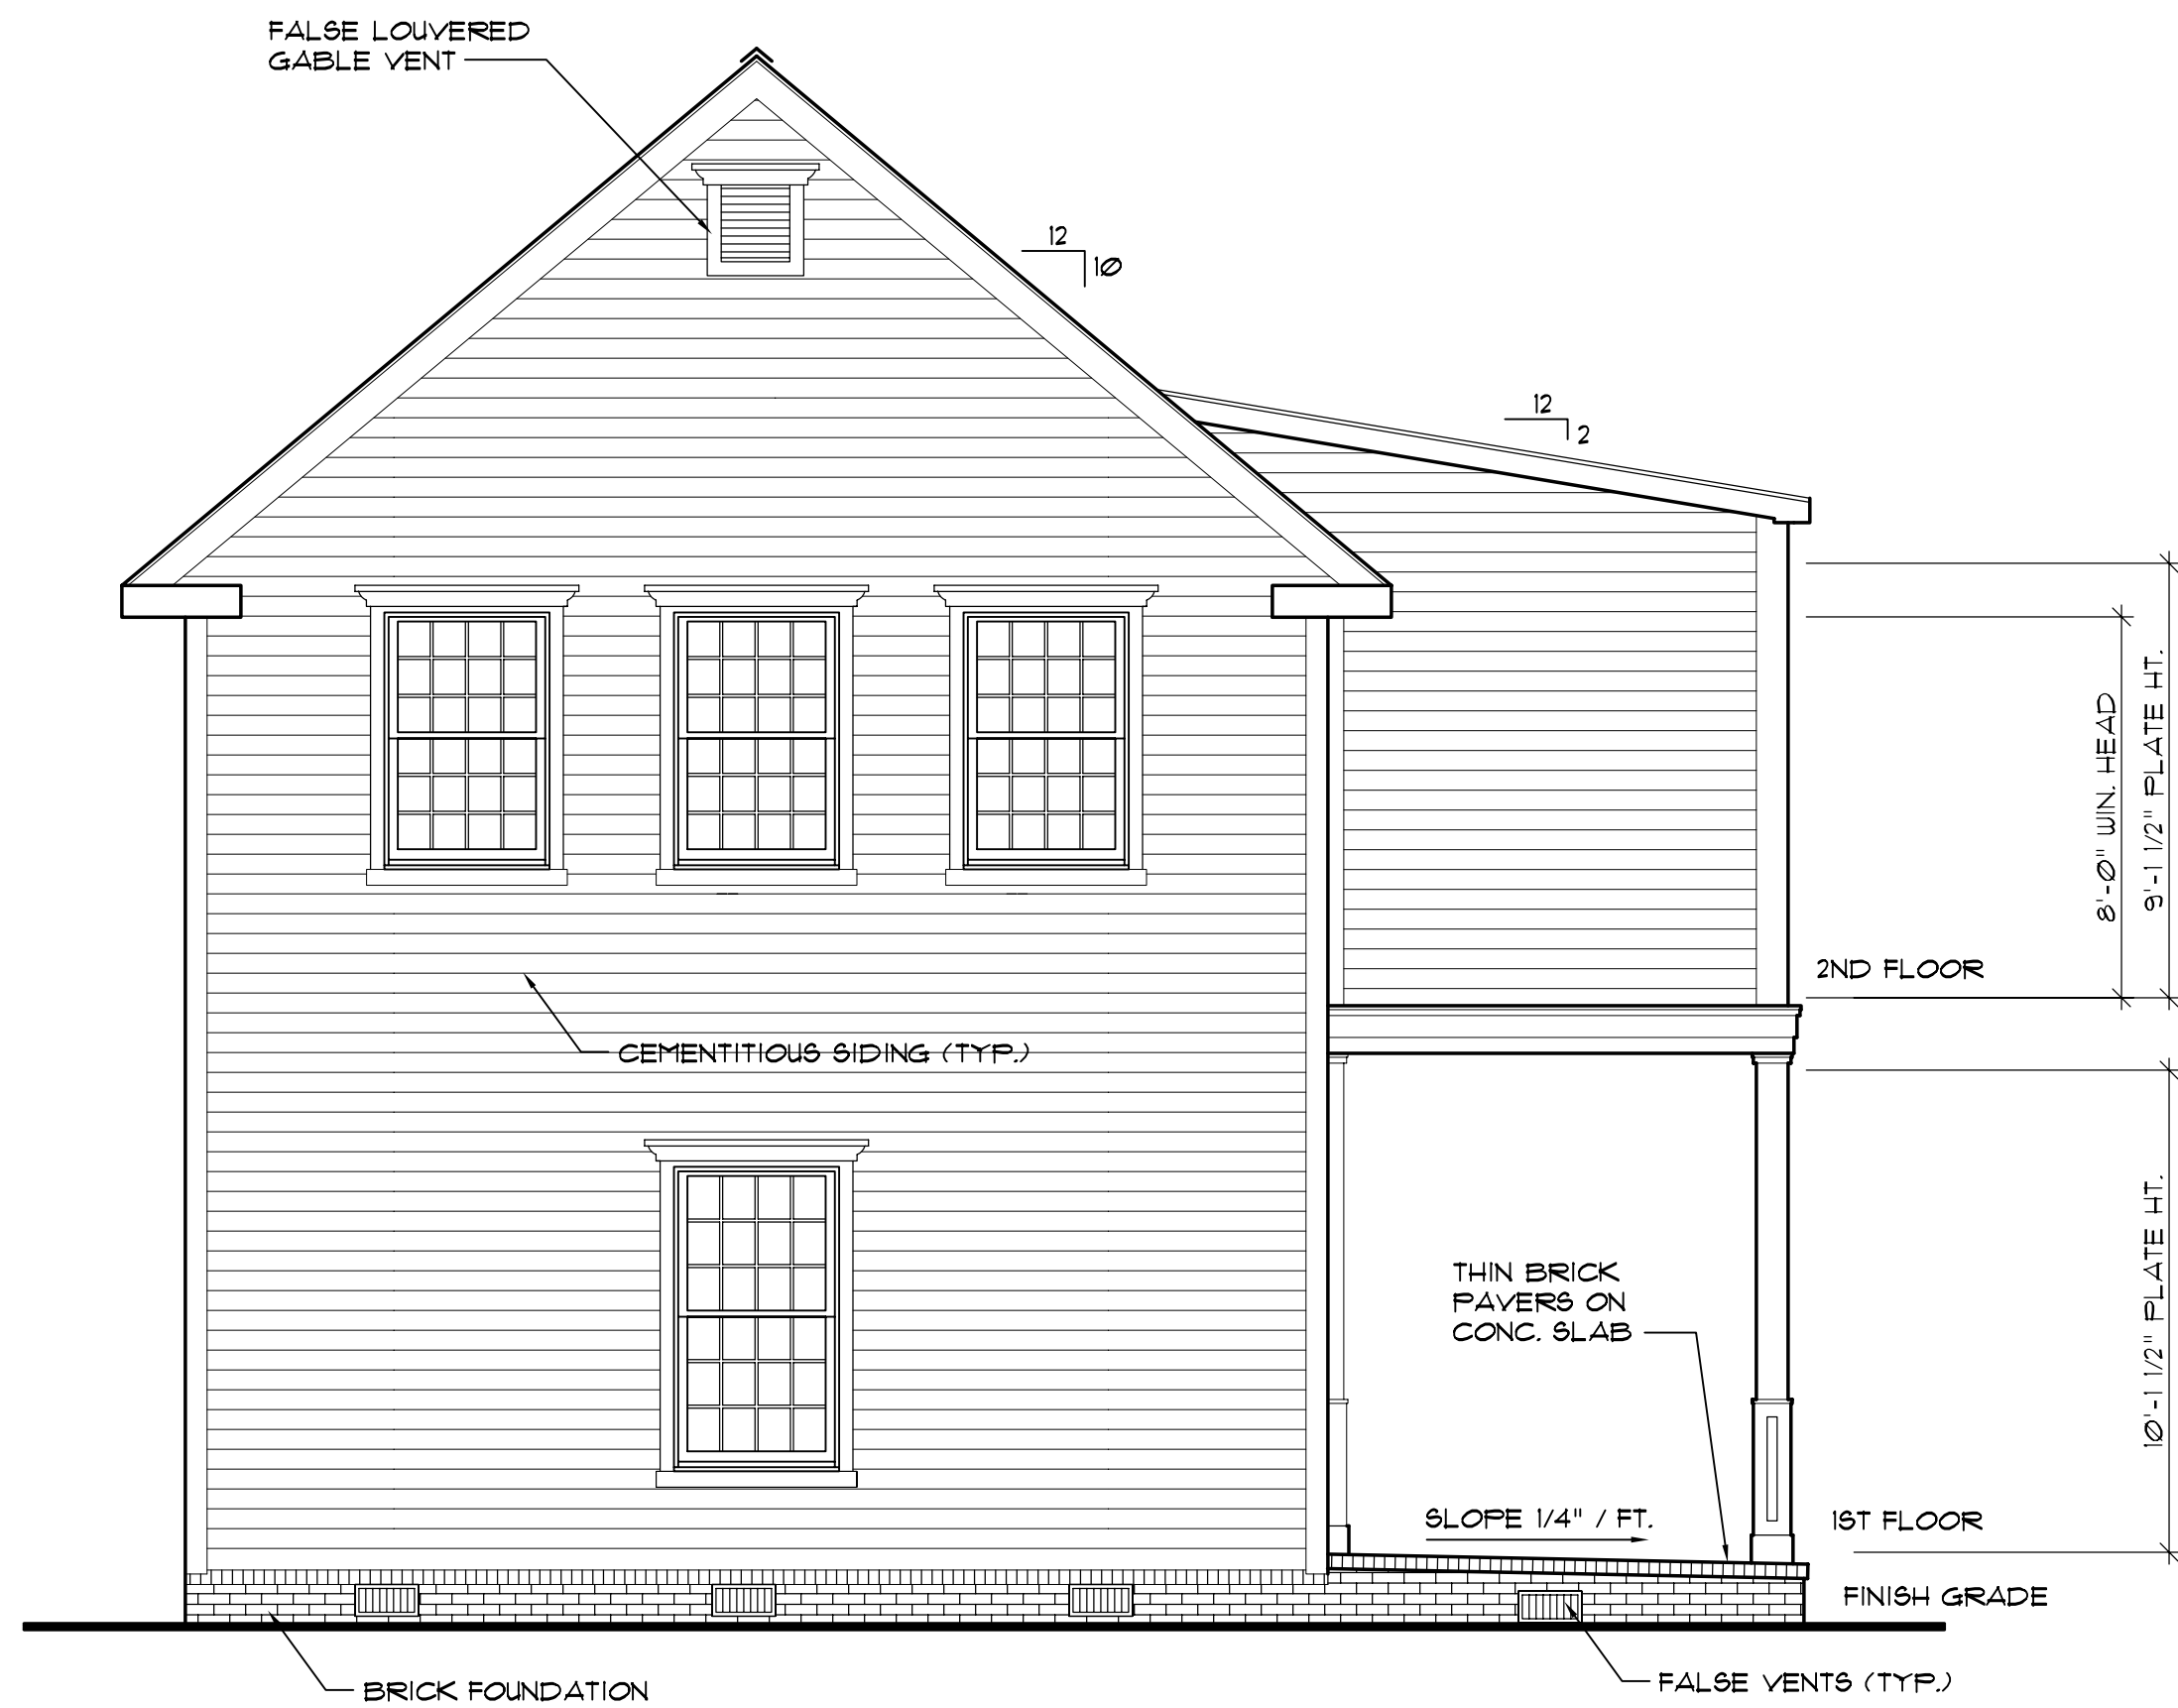 FALSE LOUVERED
GABLE VENT
12
10
12
2
8'-0" WIN. HEAD
9'-1 1/2" PLATE HT.
2ND FLOOR
CEMENTITIOUS SIDING (TYP.)
10'-1 1/2" PLATE HT.
THIN BRICK
PAVERS ON
CONC. SLAB
SLOPE 1/4" / FT.
1ST FLOOR
FINISH GRADE
BRICK FOUNDATION
FALSE VENTS (TYP.)